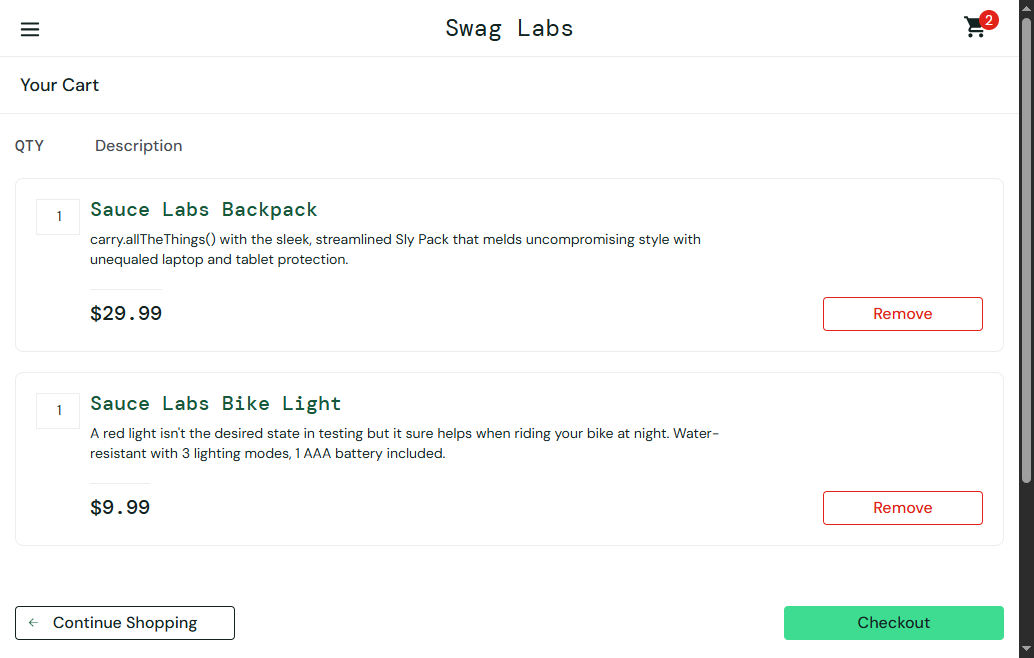 Swag Labs
2
Your Cart
QTY Description
1
Sauce Labs Backpack
carry.allTheThings() with the sleek, streamlined Sly Pack that melds uncompromising style with
unequaled laptop and tablet protection.
$29.99
Remove
1
Sauce Labs Bike Light
A red light isn't the desired state in testing but it sure helps when riding your bike at night. Water-
resistant with 3 lighting modes, 1 AAA battery included.
$9.99
Remove
Continue Shopping
Checkout